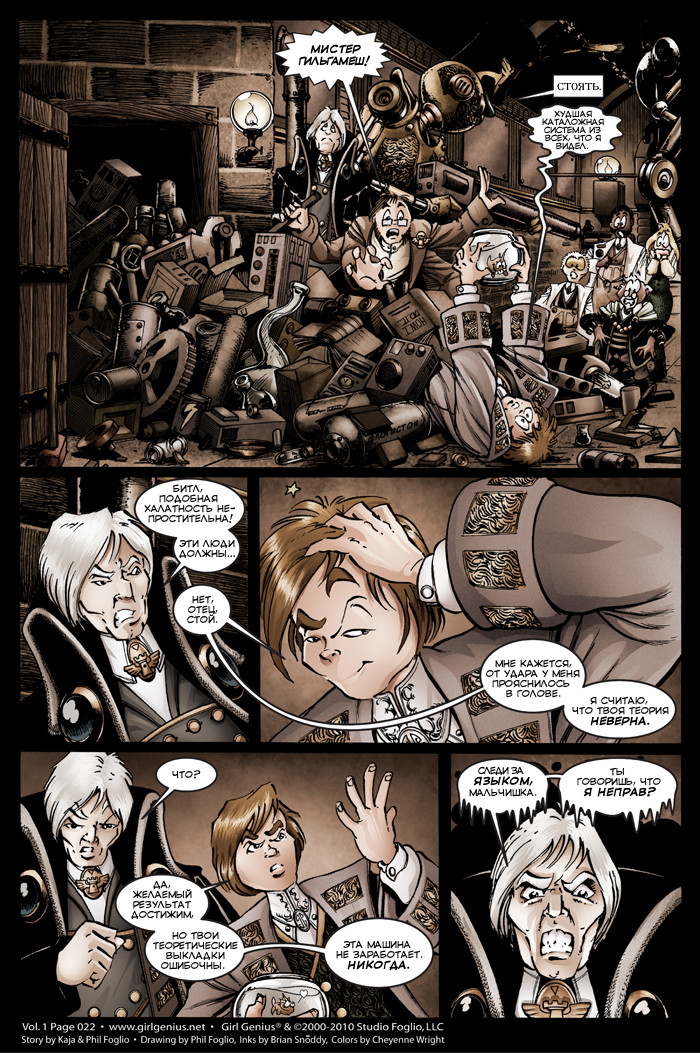 МИСТЕР
ГИЛЬГАМЕШ!
СТОЯТЬ.
ХУДШАЯ
КАТАЛОЖНАЯ
СИСТЕМА ИЗ
ВСЕХ, ЧТО Я
ВИДЕЛ.
БИТЛ,
ПОДОБНАЯ
ХАЛАТНОСТЬ НЕ-
ПРОСТИТЕЛЬНА!
ЭТИ ЛЮДИ
ДОЛЖНЫ...
НЕТ,
ОТЕЦ,
СТОЙ.
МНЕ КАЖЕТСЯ,
ОТ УДАРА У МЕНЯ
ПРОЯСНИЛОСЬ
В ГОЛОВЕ.
Я СЧИТАЮ,
ЧТО ТВОЯ ТЕОРИЯ
НЕВЕРНА.
ЧТО?
ДА,
ЖЕЛАЕМЫЙ
РЕЗУЛЬТАТ
ДОСТИЖИМ,
НО ТВОИ
ТЕОРЕТИЧЕСКИЕ
ВЫКЛАДКИ
ОШИБОЧНЫ.
ЭТА МАШИНА
НЕ ЗАРАБОТАЕТ.
НИКОГДА.
СЛЕДИ ЗА
ЯЗЫКОМ,
МАЛЬЧИШКА.
ТЫ
ГОВОРИШЬ, ЧТО
Я НЕПРАВ?
Vol. 1 Page 022 • www.girlgenius.net • Girl Genius® & ©2000-2010 Studio Foglio, LLC
Story by Kaja & Phil Foglio • Drawing by Phil Foglio, Inks by Brian Snōddy, Colors by Cheyenne Wright